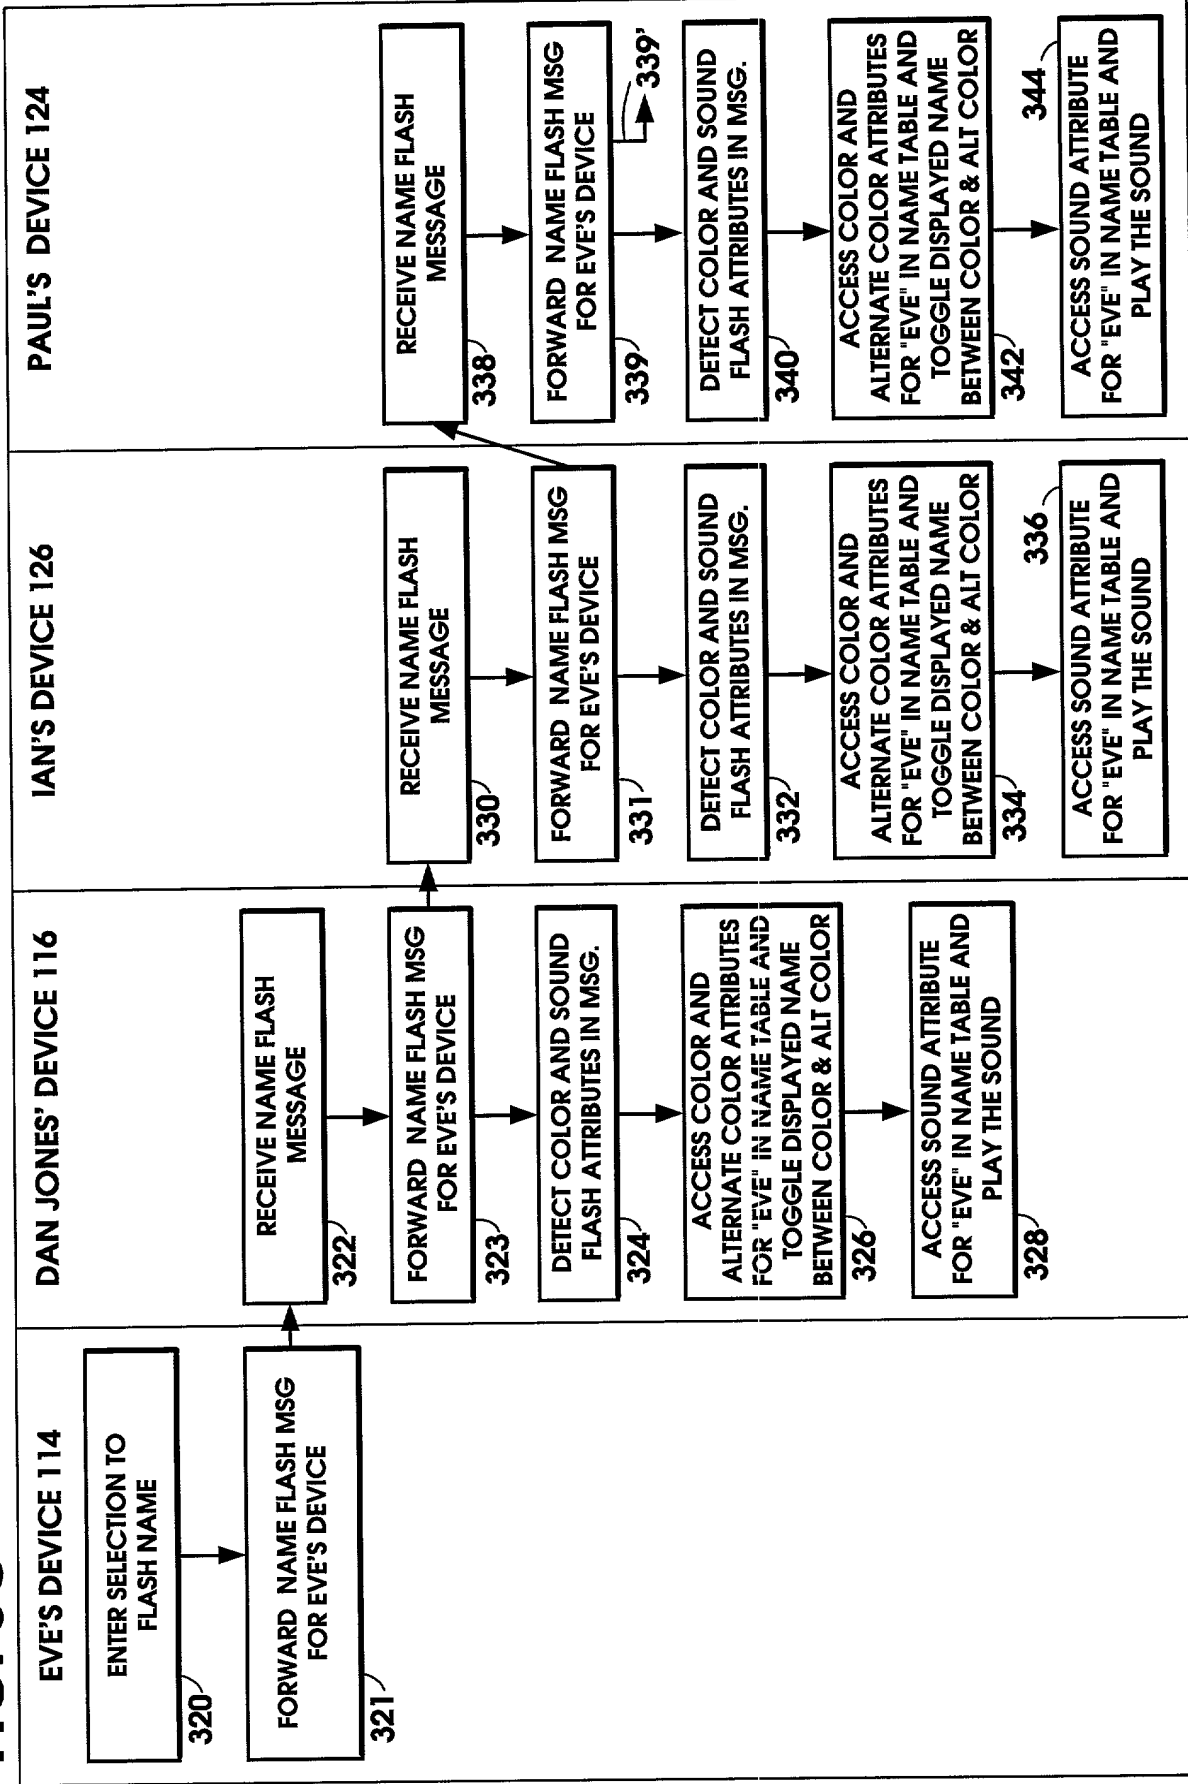 EVE'S DEVICE 114
ENTER SELECTION TO
FLASH NAME
320
FORWARD NAME FLASH MSG
FOR EVE'S DEVICE
321
DAN JONES' DEVICE 116
RECEIVE NAME FLASH
MESSAGE
322
FORWARD NAME FLASH MSG
FOR EVE'S DEVICE
323
DETECT COLOR AND SOUND
FLASH ATTRIBUTES IN MSG.
324
ACCESS COLOR AND
ALTERNATE COLOR ATTRIBUTES
FOR "EVE" IN NAME TABLE AND
TOGGLE DISPLAYED NAME
BETWEEN COLOR & ALT COLOR
326
ACCESS SOUND ATTRIBUTE
FOR "EVE" IN NAME TABLE AND
PLAY THE SOUND
328
IAN'S DEVICE 126
RECEIVE NAME FLASH
MESSAGE
330
FORWARD NAME FLASH MSG
FOR EVE'S DEVICE
331
DETECT COLOR AND SOUND
FLASH ATTRIBUTES IN MSG.
332
ACCESS COLOR AND
ALTERNATE COLOR ATTRIBUTES
FOR "EVE" IN NAME TABLE AND
TOGGLE DISPLAYED NAME
BETWEEN COLOR & ALT COLOR
334
336
ACCESS SOUND ATTRIBUTE
FOR "EVE" IN NAME TABLE AND
PLAY THE SOUND
PAUL'S DEVICE 124
RECEIVE NAME FLASH
MESSAGE
338
FORWARD NAME FLASH MSG
FOR EVE'S DEVICE
339
339'
DETECT COLOR AND SOUND
FLASH ATTRIBUTES IN MSG.
340
ACCESS COLOR AND
ALTERNATE COLOR ATTRIBUTES
FOR "EVE" IN NAME TABLE AND
TOGGLE DISPLAYED NAME
BETWEEN COLOR & ALT COLOR
342
344
ACCESS SOUND ATTRIBUTE
FOR "EVE" IN NAME TABLE AND
PLAY THE SOUND